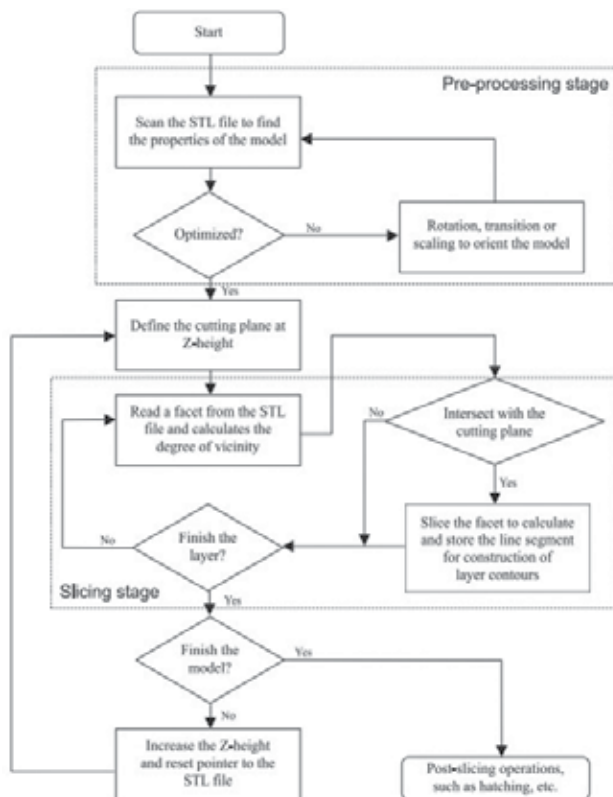 Start
Pre-processing stage
Scan the STL file to find
the properties of the model
Optimized?
No
Rotation, transition or
scaling to orient the model
Yes
Define the cutting plane at
Z-height
Read a facet from the STL
file and calculates the
degree of vicinity
Intersect with the
cutting plane
No
Yes
Slice the facet to calculate
and store the line segment
for construction of
layer contours
Finish the
layer?
No
Slicing stage
Yes
Finish the
model?
Yes
No
Increase the Z-height
and reset pointer to the
STL file
Post-slicing operations,
such as hatching, etc.